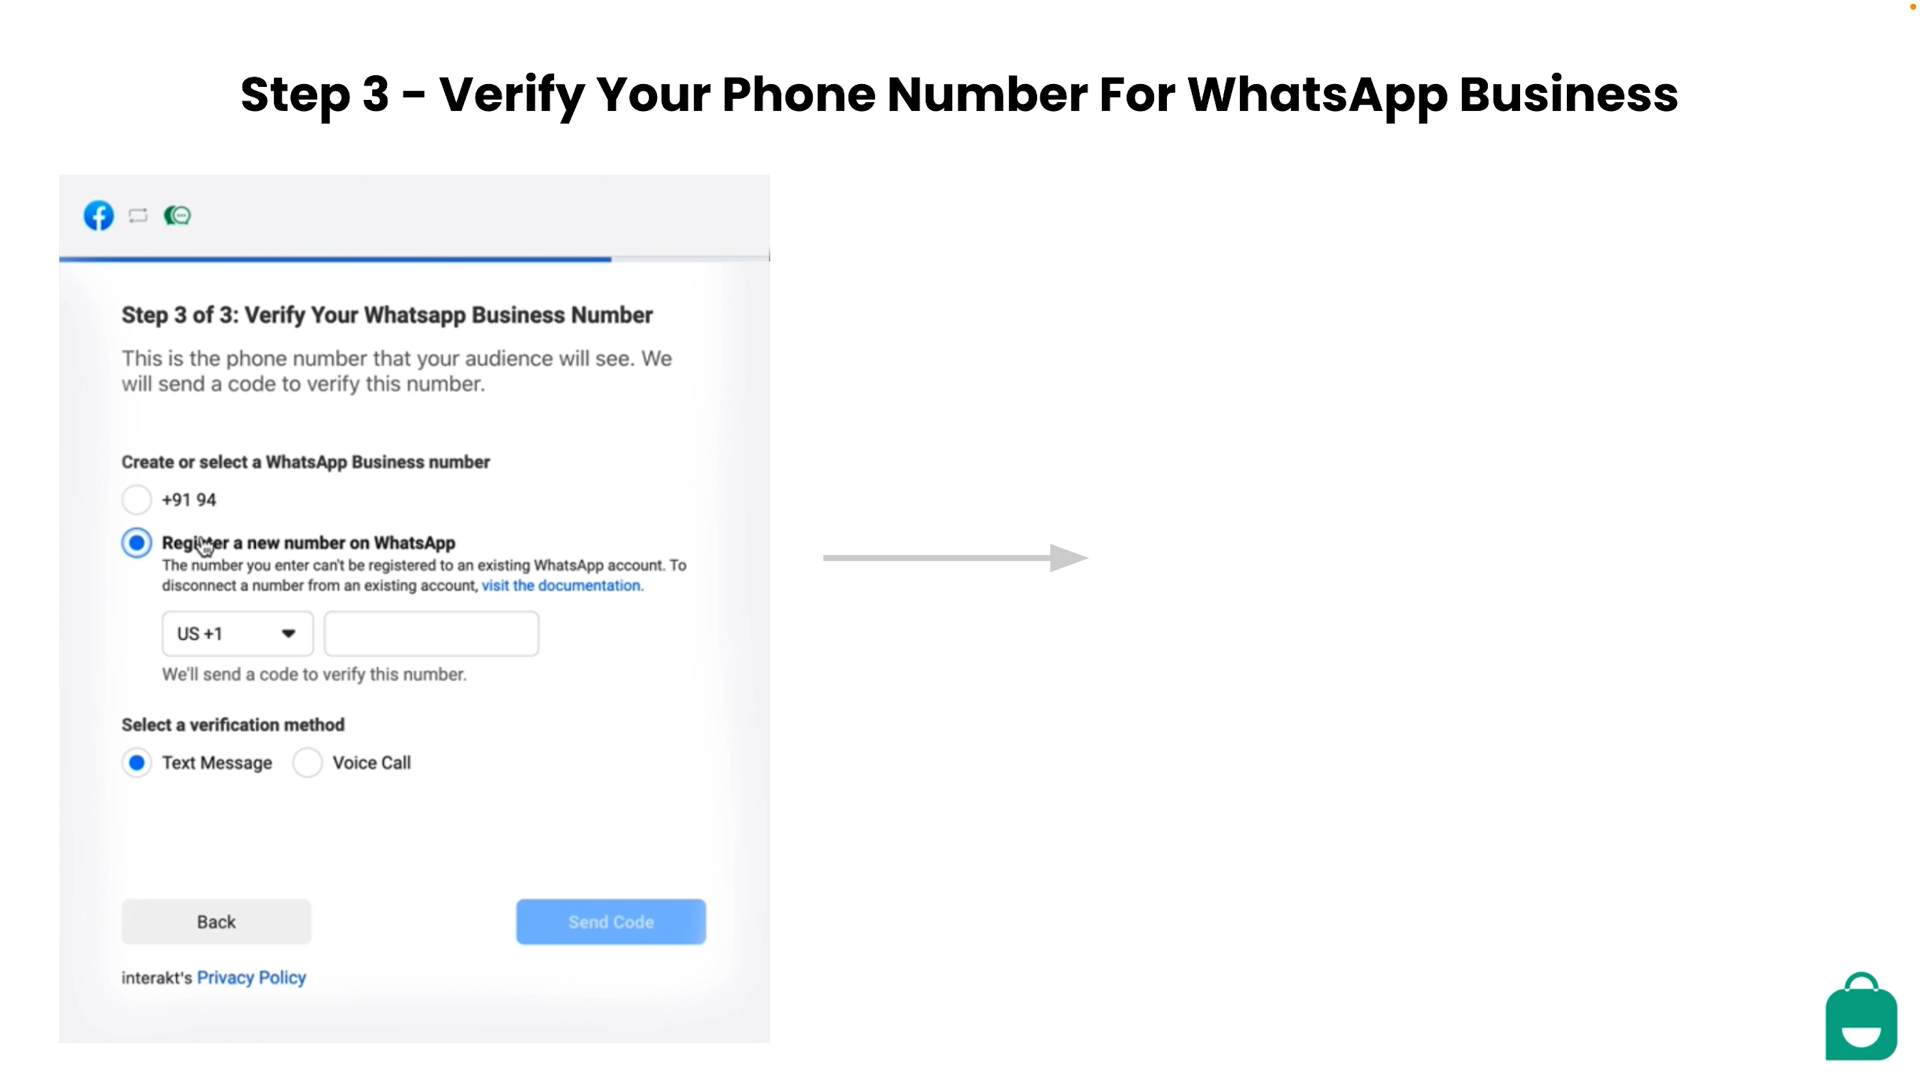 Step 3 - Verify Your Phone Number For WhatsApp Business
Step 3 of 3: Verify Your Whatsapp Business Number
This is the phone number that your audience will see. We
will send a code to verify this number.
Create or select a WhatsApp Business number
+91 94
Register a new number on WhatsApp
The number you enter can't be registered to an existing WhatsApp account. To
disconnect a number from an existing account, visit the documentation.
US +1
We'll send a code to verify this number.
Select a verification method
Text Message Voice Call
Back Send Code
interakt's Privacy Policy